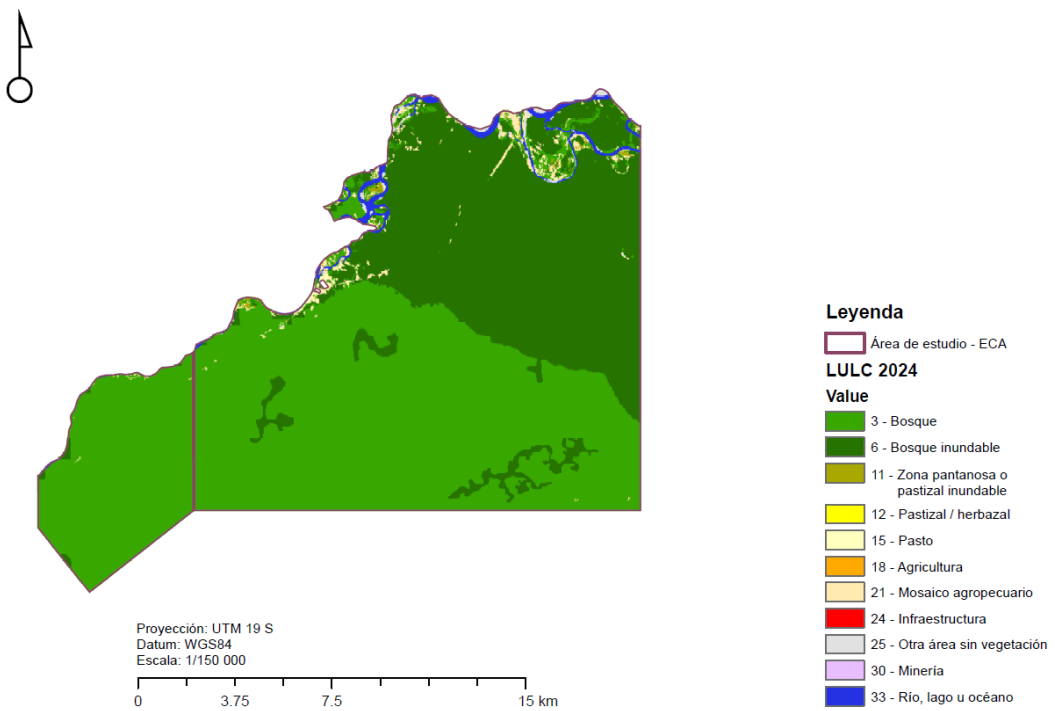 Leyenda
Área de estudio - ECA
LULC 2024
Value
3 - Bosque
6 - Bosque inundable
11 - Zona pantanosa o
pastizal inundable
12 - Pastizal / herbazal
15 - Pasto
18 - Agricultura
21 - Mosaico agropecuario
24 - Infraestructura
25 - Otra área sin vegetación
30 - Minería
33 - Río, lago u océano
Proyección: UTM 19 S
Datum: WGS84
Escala: 1/150 000
0 3.75 7.5 15 km